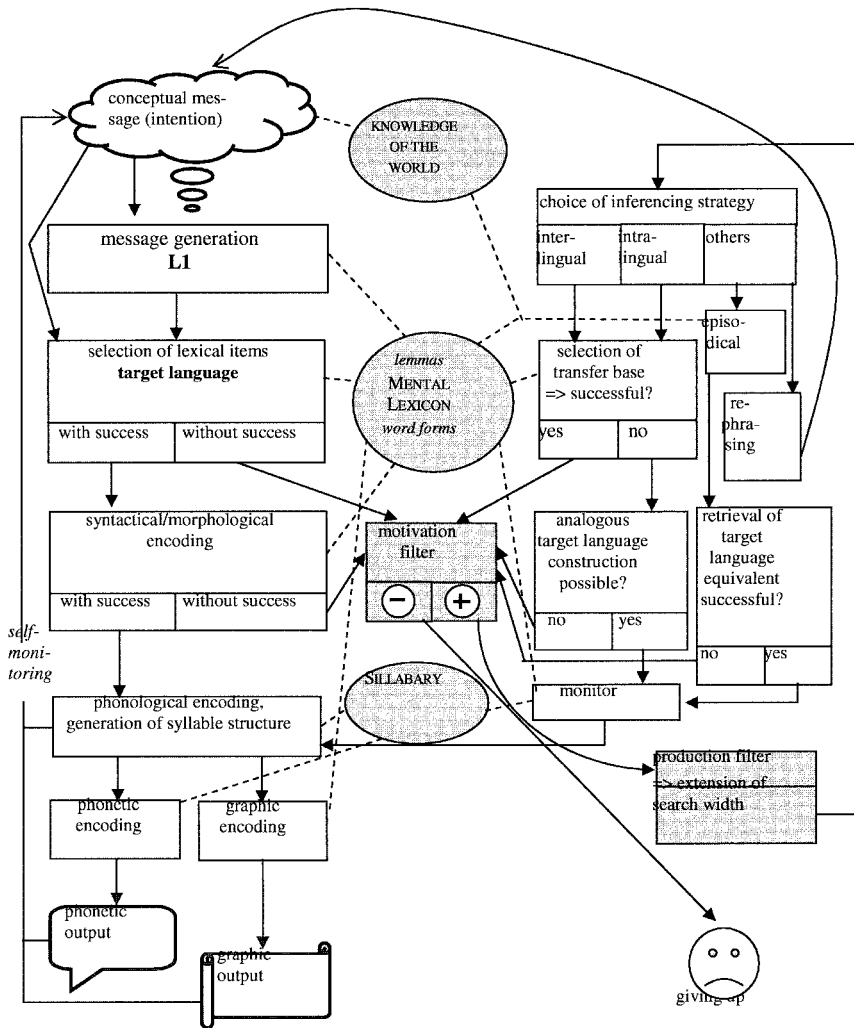 conceptual mes-
sage (intention)
KNOWLEDGE
OF THE
WORLD
choice of inferencing strategy
inter-
lingual
intra-
lingual
others
message generation
L1
episo-
dical
selection of lexical items
target language
with success
without success
lemmas
MENTAL
LEXICON
word forms
selection of
transfer base
=> successful?
yes
no
re-
phra-
sing
syntactical/morphological
encoding
with success
without success
motivation
filter
−
+
analogous
target language
construction
possible?
no
yes
retrieval of
target
language
equivalent
successful?
no
yes
self-
moni-
toring
phonological encoding,
generation of syllable structure
SILLABARY
monitor
production filter
=> extension of
search width
phonetic
encoding
graphic
encoding
phonetic
output
graphic
output
giving up